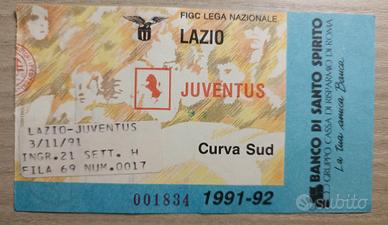 FIGC LEGA NAZIONALE
LAZIO
JUVENTUS
LAZIO-JUVENTUS
3/11/91
INGR.21 SETT. H
FILA 69 NUM.0017
Curva Sud
001834
1991-92
BANCO DI SANTO SPIRITO
GRUPPO CASSA DI RISPARMIO DI ROMA
La tua amica Banca
subito